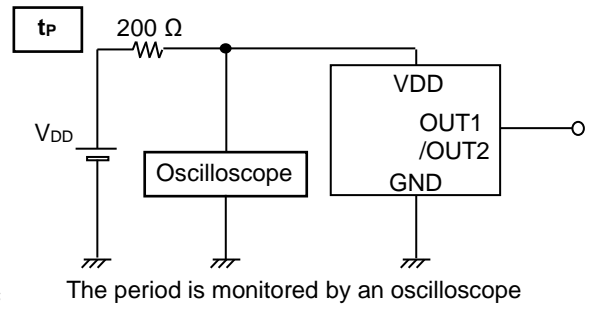 tP
200 Ω
VDD
VDD
OUT1
/OUT2
GND
Oscilloscope
The period is monitored by an oscilloscope